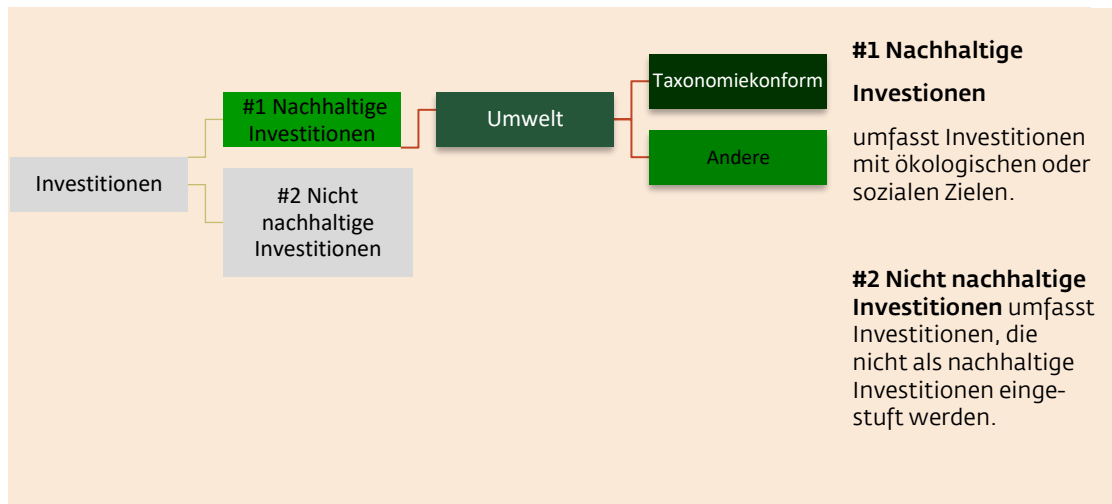 Investitionen
#1 Nachhaltige
Investitionen
#2 Nicht
nachhaltige
Investitionen
Umwelt
Taxonomiekonform
Andere
#1 Nachhaltige
Investionen
umfasst Investitionen
mit ökologischen oder
sozialen Zielen.
#2 Nicht nachhaltige
Investitionen umfasst
Investitionen, die
nicht als nachhaltige
Investitionen einge-
stuft werden.